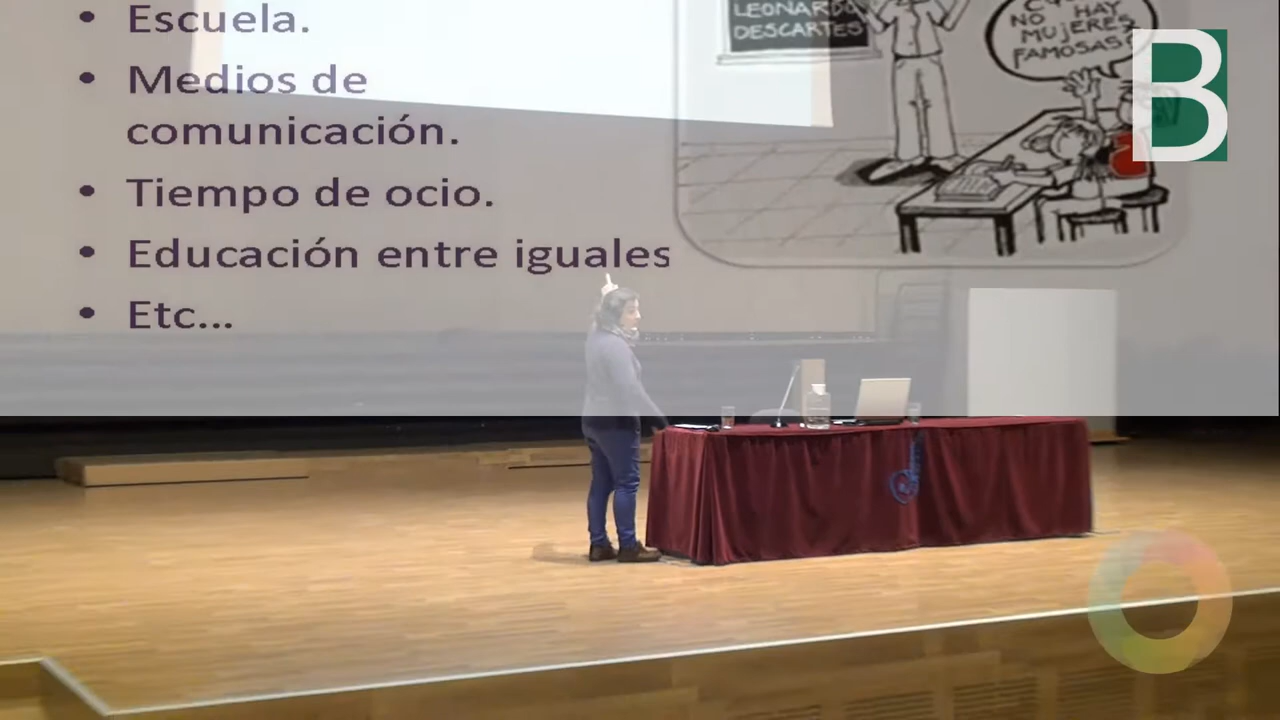 Escuela.
LEONARDO
DESCARTES
NO HAY
MUJERES
FAMOSAS?
• Medios de
comunicación.
• Tiempo de ocio.
• Educación entre iguales
• Etc...
B